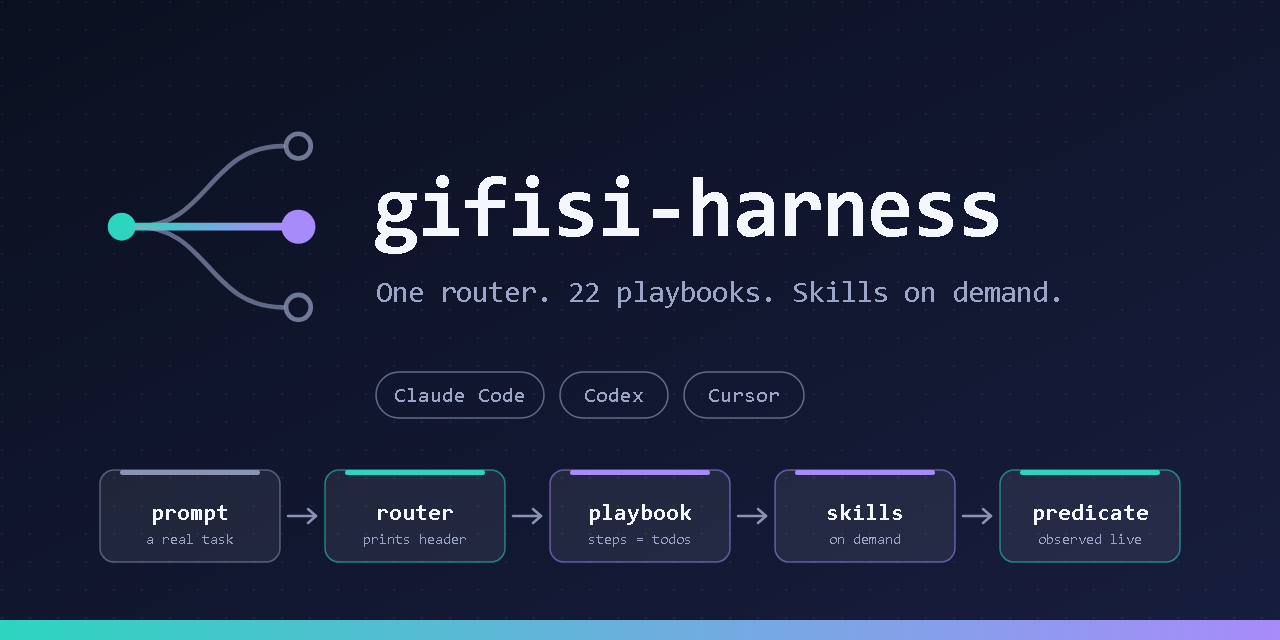 gifisi-harness
One router. 22 playbooks. Skills on demand.
Claude Code Codex Cursor
prompt router playbook skills predicate
a real task prints header steps = todos on demand observed live